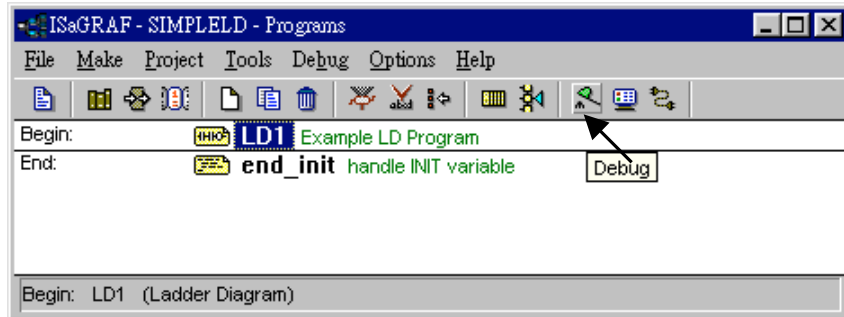 ISaGRAF - SIMPLELD - Programs
File Make Project Tools Debug Options Help
Begin: LD1 Example LD Program
End: end_init handle INIT variable
Debug
Begin: LD1 (Ladder Diagram)